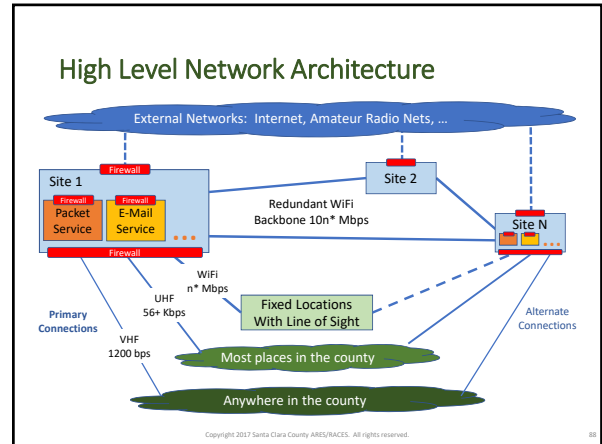 High Level Network Architecture
External Networks: Internet, Amateur Radio Nets, ...
Firewall
Site 1
Site 2
Firewall
Firewall
Packet
Service
E-Mail
Service
Redundant WiFi
Backbone 10n* Mbps
Site N
Firewall
WiFi
n* Mbps
UHF
56+ Kbps
Fixed Locations
With Line of Sight
Primary
Connections
Alternate
Connections
VHF
1200 bps
Most places in the county
Anywhere in the county
Copyright 2017 Santa Clara County ARES/RACES. All rights reserved.
88